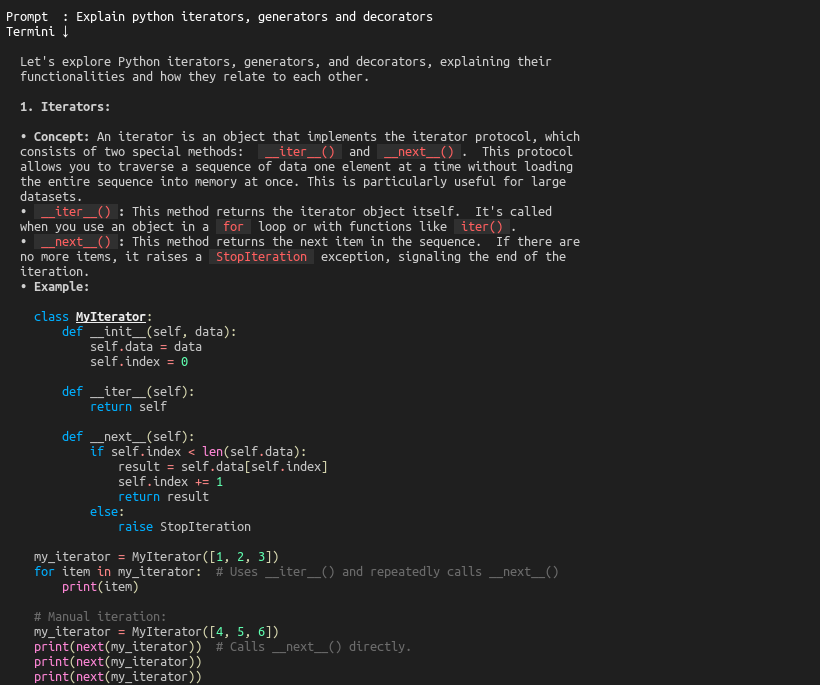 Prompt  : Explain python iterators, generators and decorators
Termini ↓
Let's explore Python iterators, generators, and decorators, explaining their
functionalities and how they relate to each other.
1. Iterators:
• Concept: An iterator is an object that implements the iterator protocol, which
consists of two special methods:  __iter__() and __next__().  This protocol
allows you to traverse a sequence of data one element at a time without loading
the entire sequence into memory at once. This is particularly useful for large
datasets.
• __iter__(): This method returns the iterator object itself.  It's called
when you use an object in a for loop or with functions like iter().
• __next__(): This method returns the next item in the sequence.  If there are
no more items, it raises a StopIteration exception, signaling the end of the
iteration.
• Example:
class MyIterator:
    def __init__(self, data):
        self.data = data
        self.index = 0
    def __iter__(self):
        return self
    def __next__(self):
        if self.index < len(self.data):
            result = self.data[self.index]
            self.index += 1
            return result
        else:
            raise StopIteration
my_iterator = MyIterator([1, 2, 3])
for item in my_iterator:  # Uses __iter__() and repeatedly calls __next__()
    print(item)
# Manual iteration:
my_iterator = MyIterator([4, 5, 6])
print(next(my_iterator))  # Calls __next__() directly.
print(next(my_iterator))
print(next(my_iterator))